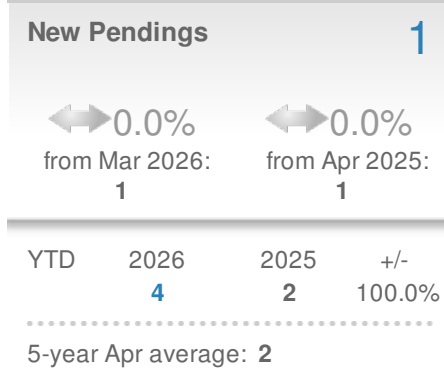 New Pendings 1
0.0% 0.0%
from Mar 2026: from Apr 2025:
1 1
YTD 2026 2025 +/-
4 2 100.0%
5-year Apr average: 2